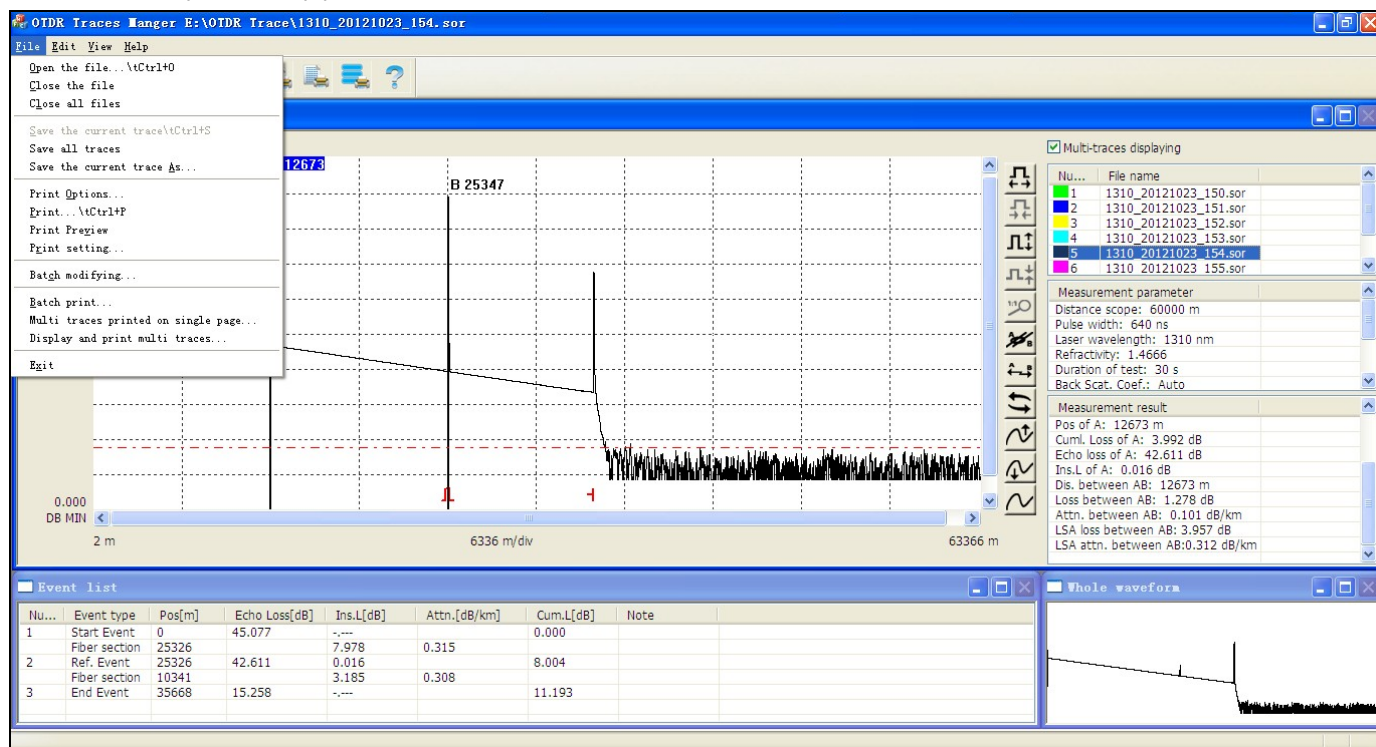 OTDR Traces Manger E:\OTDR Trace\1310_20121023_154.sor
File Edit View Help
Open the file...\tCtrl+O
Close the file
Close all files
Save the current trace\tCtrl+S
Save all traces
Save the current trace As...
Print Options...
Print...\tCtrl+P
Print Preview
Print setting...
Batch modifying...
Batch print...
Multi traces printed on single page...
Display and print multi traces...
Exit
12673
B 25347
0.000
DB MIN
2 m 6336 m/div 63366 m
Multi-traces displaying
Nu... File name
1 1310_20121023_150.sor
2 1310_20121023_151.sor
3 1310_20121023_152.sor
4 1310_20121023_153.sor
5 1310_20121023_154.sor
6 1310_20121023_155.sor
Measurement parameter
Distance scope: 60000 m
Pulse width: 640 ns
Laser wavelength: 1310 nm
Refractivity: 1.4666
Duration of test: 30 s
Back Scat. Coef.: Auto
Measurement result
Pos of A: 12673 m
Cuml. Loss of A: 3.992 dB
Echo loss of A: 42.611 dB
Ins.L of A: 0.016 dB
Dis. between AB: 12673 m
Loss between AB: 1.278 dB
Attn. between AB: 0.101 dB/km
LSA loss between AB: 3.957 dB
LSA attn. between AB:0.312 dB/km
Event list
Nu... Event type Pos[m] Echo Loss[dB] Ins.L[dB] Attn.[dB/km] Cum.L[dB] Note
1 Start Event 0 45.077 -.--- 0.000
Fiber section 25326 7.978 0.315
2 Ref. Event 25326 42.611 0.016 8.004
Fiber section 10341 3.185 0.308
3 End Event 35668 15.258 -.--- 11.193
Whole waveform